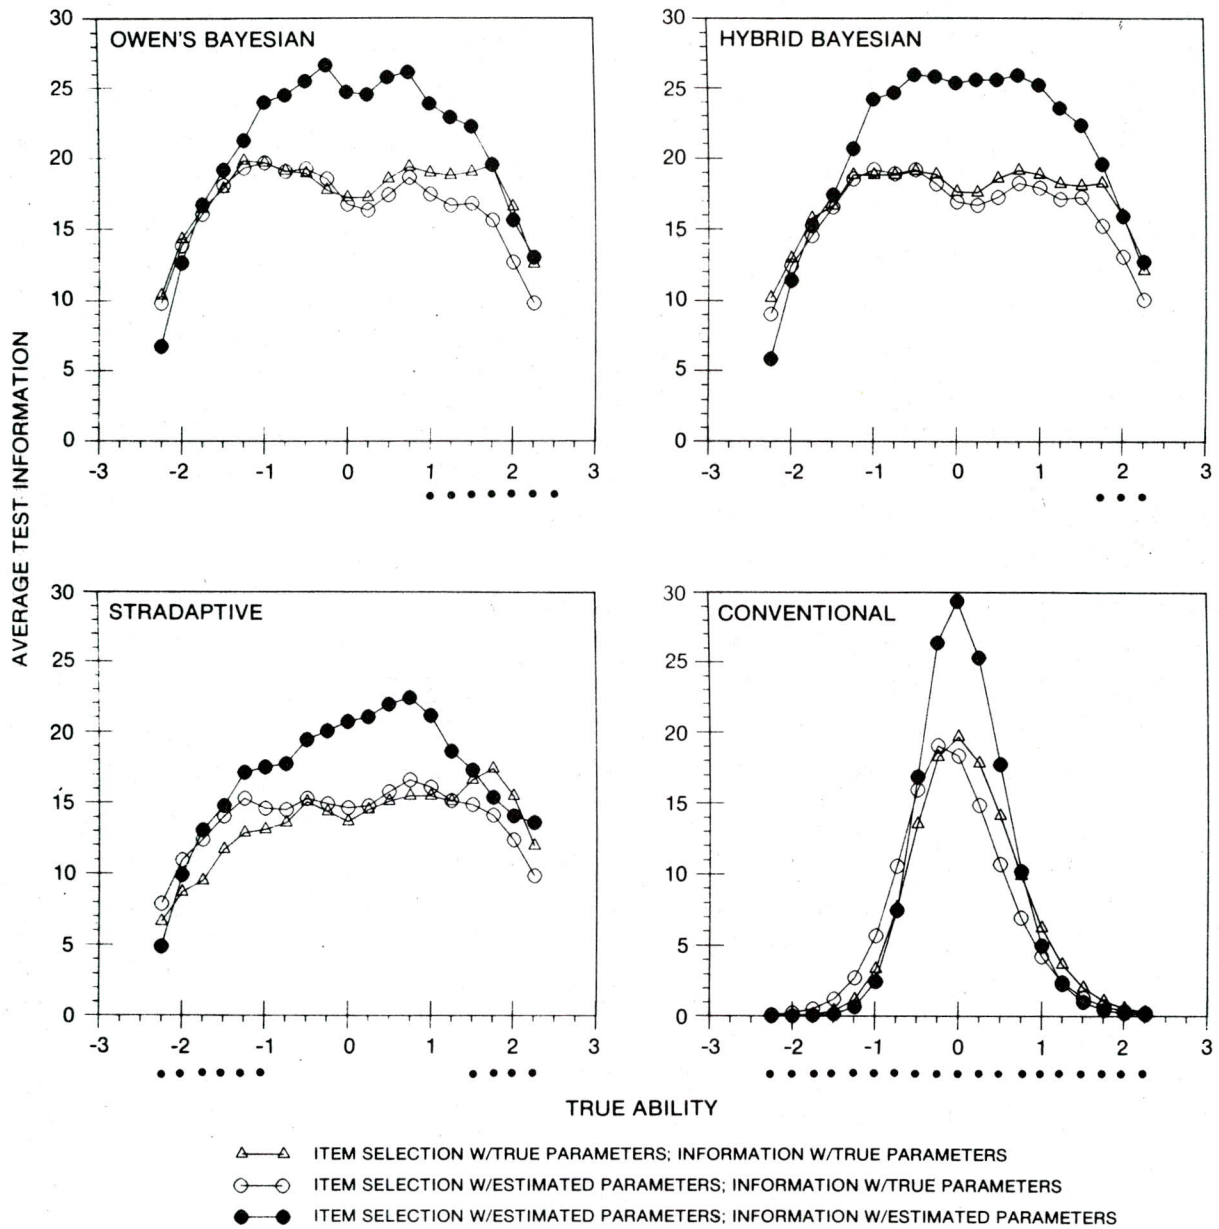 AVERAGE TEST INFORMATION
OWEN'S BAYESIAN
30
25
20
15
10
5
0
-3 -2 -1 0 1 2 3
HYBRID BAYESIAN
30
25
20
15
10
5
0
-3 -2 -1 0 1 2 3
STRADAPTIVE
30
25
20
15
10
5
0
-3 -2 -1 0 1 2 3
CONVENTIONAL
30
25
20
15
10
5
0
-3 -2 -1 0 1 2 3
TRUE ABILITY
ITEM SELECTION W/TRUE PARAMETERS; INFORMATION W/TRUE PARAMETERS
ITEM SELECTION W/ESTIMATED PARAMETERS; INFORMATION W/TRUE PARAMETERS
ITEM SELECTION W/ESTIMATED PARAMETERS; INFORMATION W/ESTIMATED PARAMETERS